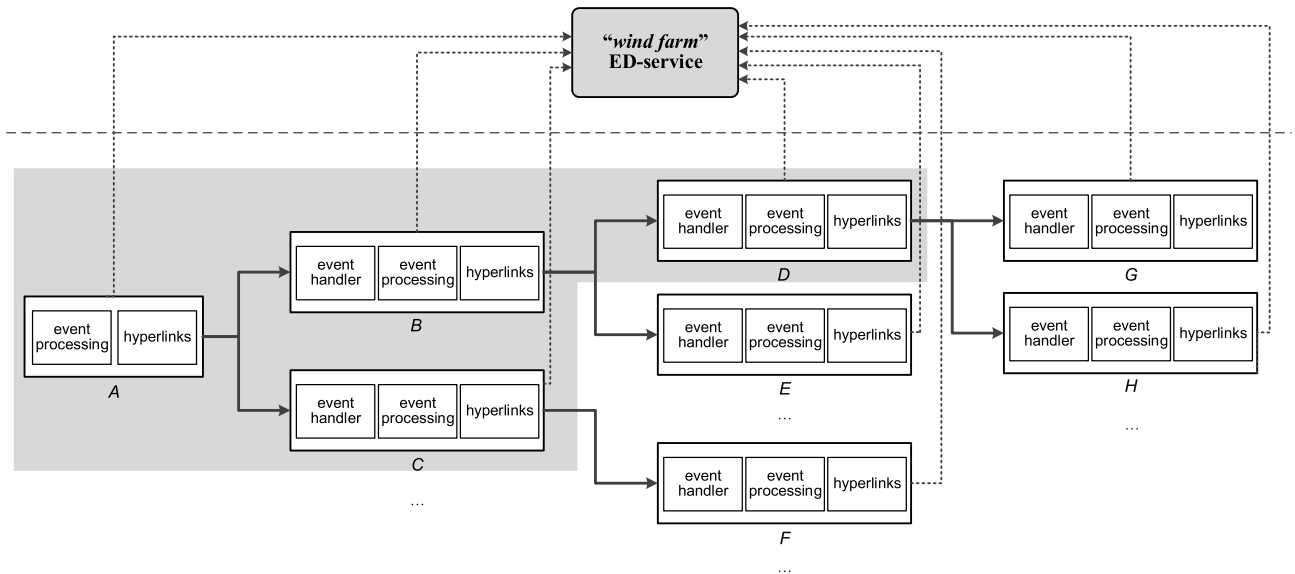 “wind farm”
ED-service
event
processing
hyperlinks
A
event
handler
event
processing
hyperlinks
B
event
handler
event
processing
hyperlinks
C
...
event
handler
event
processing
hyperlinks
D
event
handler
event
processing
hyperlinks
E
...
event
handler
event
processing
hyperlinks
F
...
event
handler
event
processing
hyperlinks
G
event
handler
event
processing
hyperlinks
H
...